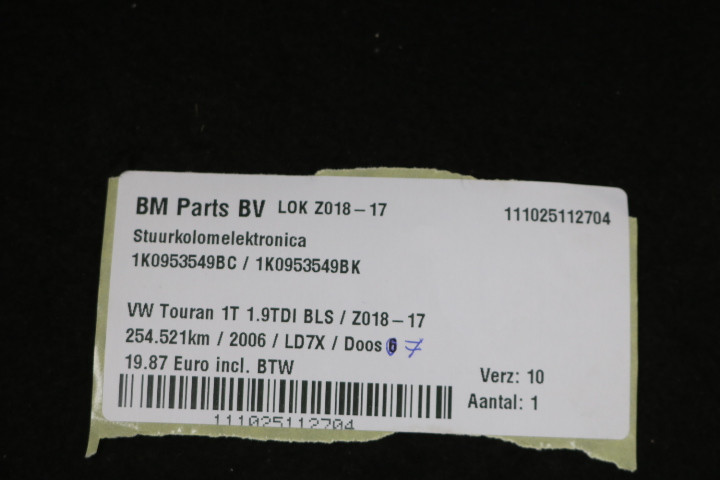 BM Parts BV LOK Z018-17 111025112704
Stuurkolomelektronica
1K0953549BC / 1K0953549BK
VW Touran 1T 1.9TDI BLS / Z018-17
254.521km / 2006 / LD7X / Doos 6 7
19.87 Euro incl. BTW Verz: 10
Aantal: 1
111025112704